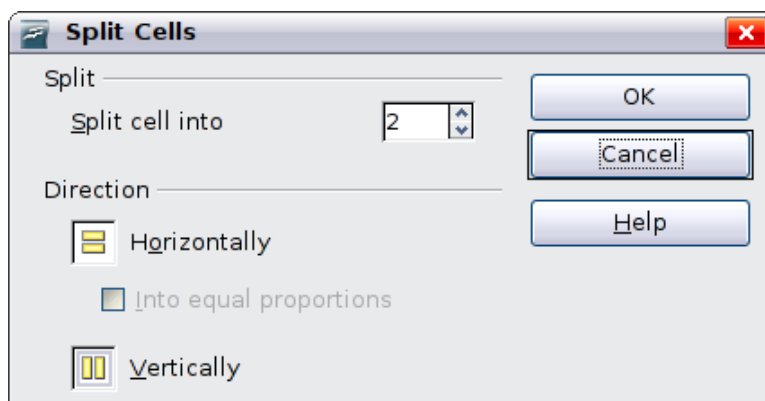 Split Cells
Split
Split cell into
2
OK
Cancel
Direction
Help
Horizontally
Into equal proportions
Vertically